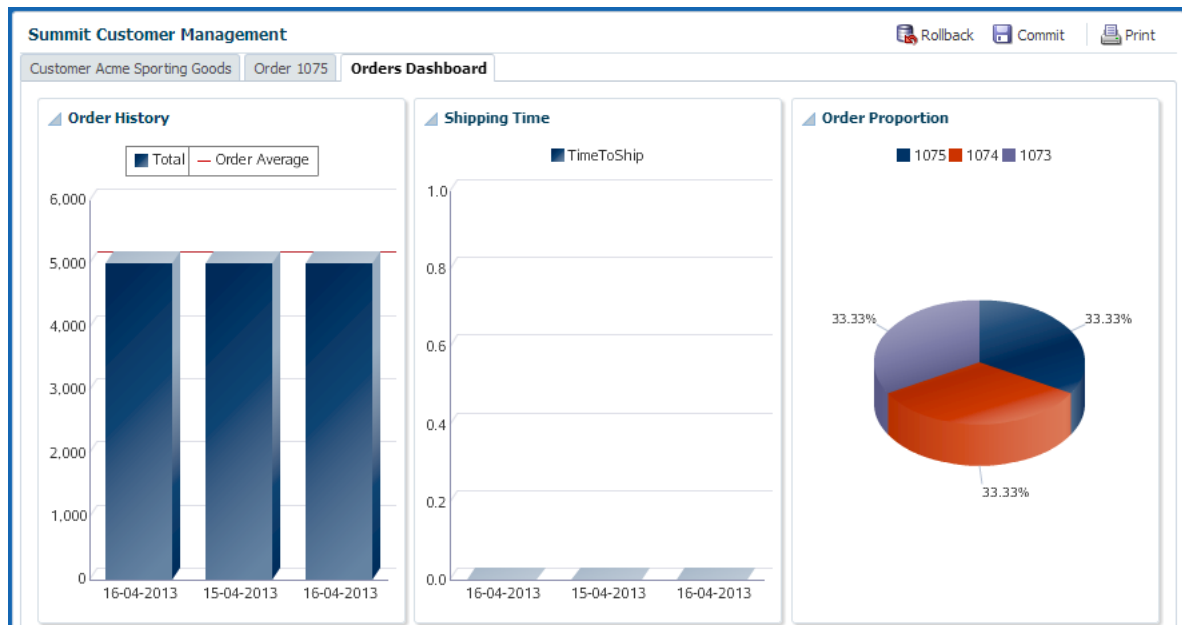 Summit Customer Management
Rollback Commit Print
Customer Acme Sporting Goods Order 1075 Orders Dashboard
Order History
Total Order Average
6,000
5,000
4,000
3,000
2,000
1,000
0
16-04-2013 15-04-2013 16-04-2013
Shipping Time
TimeToShip
1.0
0.8
0.6
0.4
0.2
0.0
16-04-2013 15-04-2013 16-04-2013
Order Proportion
1075 1074 1073
33.33% 33.33%
33.33%